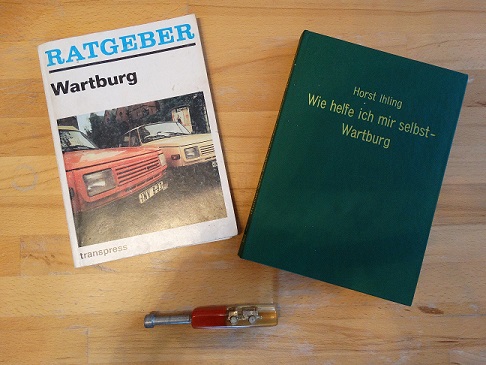 RATGEBER
Wartburg
transpress
Horst Ihling
Wie helfe ich mir selbst-
Wartburg